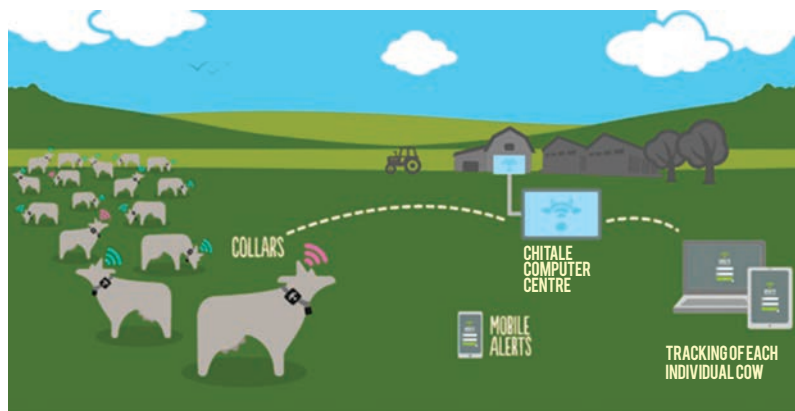 COLLARS
CHITALE
COMPUTER
CENTRE
MOBILE
ALERTS
TRACKING OF EACH
INDIVIDUAL COW